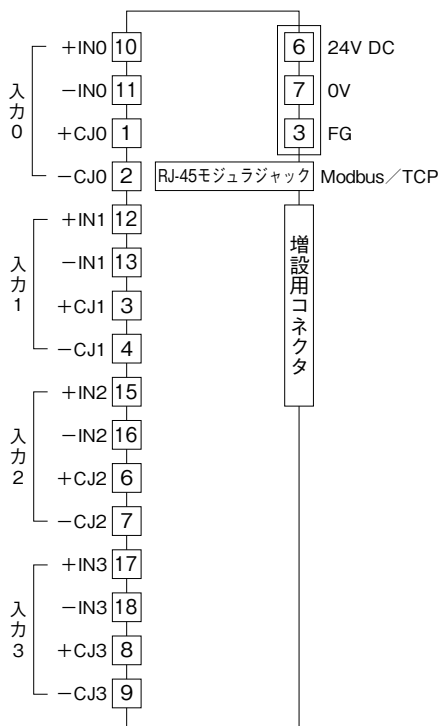 入力0
+IN0 10
−IN0 11
+CJ0 1
−CJ0 2
入力1
+IN1 12
−IN1 13
+CJ1 3
−CJ1 4
入力2
+IN2 15
−IN2 16
+CJ2 6
−CJ2 7
入力3
+IN3 17
−IN3 18
+CJ3 8
−CJ3 9
6 24V DC
7 0V
3 FG
RJ-45モジュラジャック Modbus／TCP
増設用コネクタ